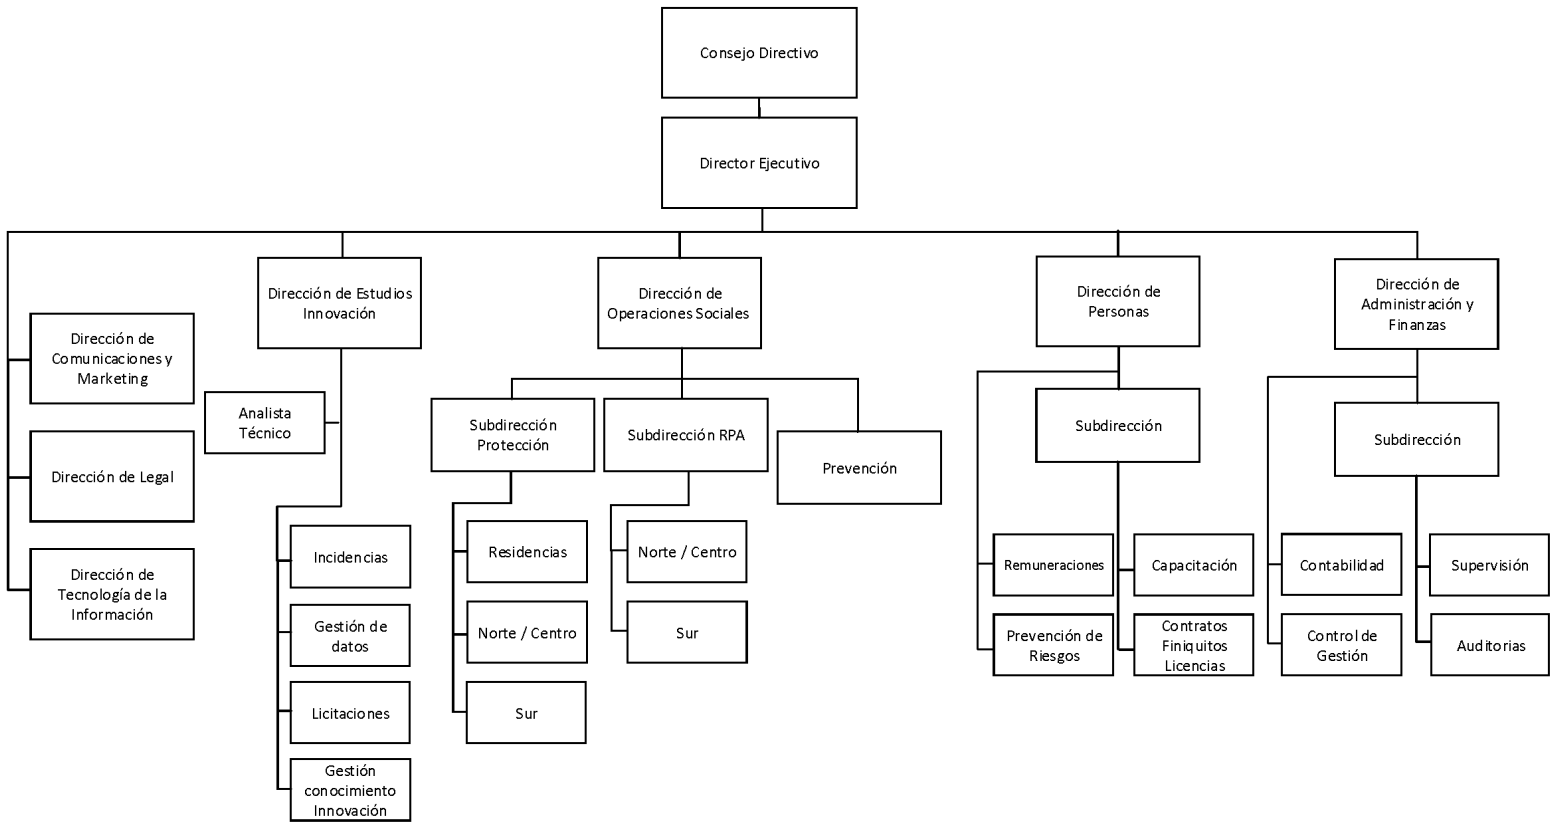 Consejo Directivo
Director Ejecutivo
Dirección de
Comunicaciones y
Marketing
Dirección de Legal
Dirección de
Tecnología de la
Información
Dirección de Estudios
Innovación
Analista
Técnico
Incidencias
Gestión de
datos
Licitaciones
Gestión
conocimiento
Innovación
Dirección de
Operaciones Sociales
Subdirección
Protección
Residencias
Norte / Centro
Sur
Subdirección RPA
Norte / Centro
Sur
Prevención
Dirección de
Personas
Subdirección
Remuneraciones
Prevención de
Riesgos
Capacitación
Contratos
Finiquitos
Licencias
Dirección de
Administración y
Finanzas
Subdirección
Contabilidad
Control de
Gestión
Supervisión
Auditorias